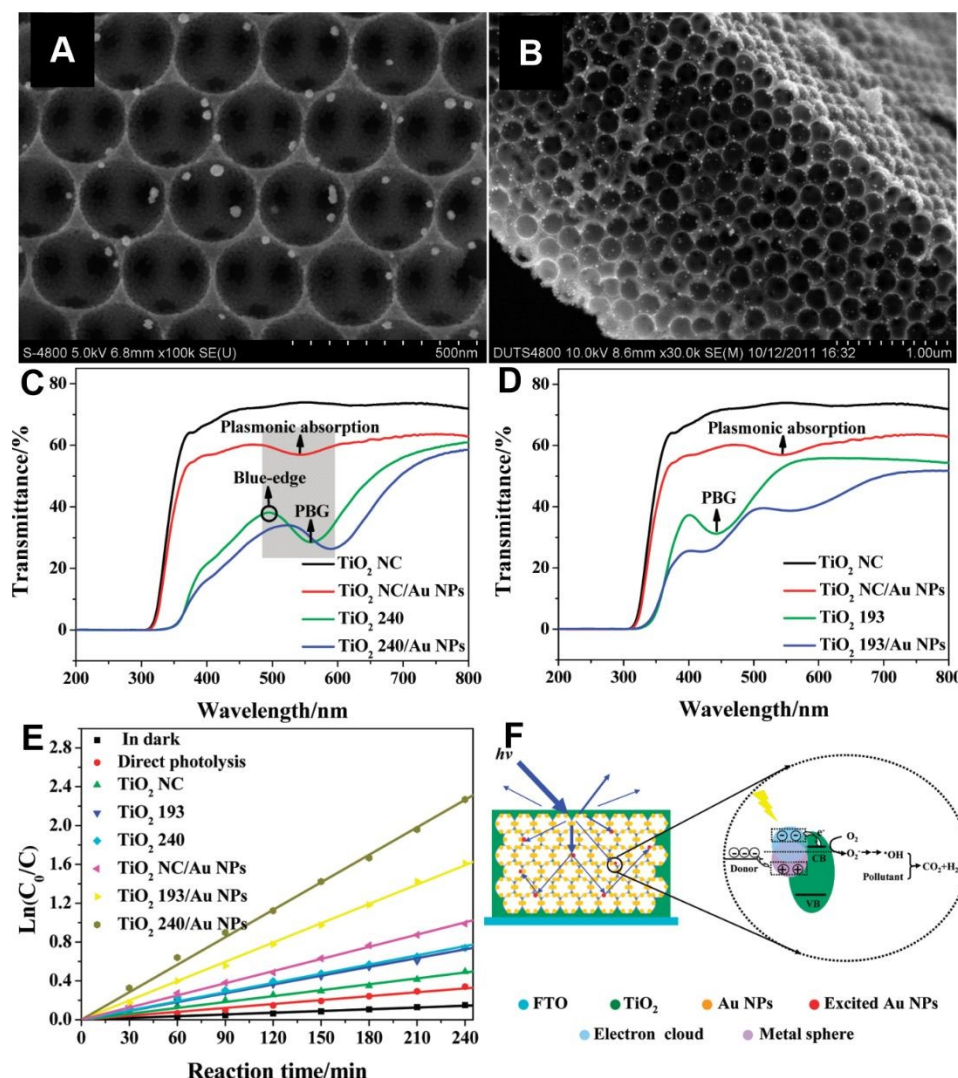 A
S-4800 5.0kV 6.8mm x100k SE(U)
500nm
B
DUTS4800 10.0kV 8.6mm x30.0k SE(M) 10/12/2011 16:32
1.00um
C
80
60
40
20
0
Transmittance/%
Plasmonic absorption
Blue-edge
PBG
TiO₂ NC
TiO₂ NC/Au NPs
TiO₂ 240
TiO₂ 240/Au NPs
200 300 400 500 600 700 800
Wavelength/nm
D
80
60
40
20
0
Transmittance/%
Plasmonic absorption
PBG
TiO₂ NC
TiO₂ NC/Au NPs
TiO₂ 193
TiO₂ 193/Au NPs
200 300 400 500 600 700 800
Wavelength/nm
E
2.8
2.4
2.0
1.6
1.2
0.8
0.4
0.0
Ln(C₀/C)
In dark
Direct photolysis
TiO₂ NC
TiO₂ 193
TiO₂ 240
TiO₂ NC/Au NPs
TiO₂ 193/Au NPs
TiO₂ 240/Au NPs
0 30 60 90 120 150 180 210 240
Reaction time/min
F
hv
e⁻
O₂
CB
O₂⁻
·OH
Donor
Pollutant
CO₂+H₂
VB
FTO
TiO₂
Au NPs
Excited Au NPs
Electron cloud
Metal sphere